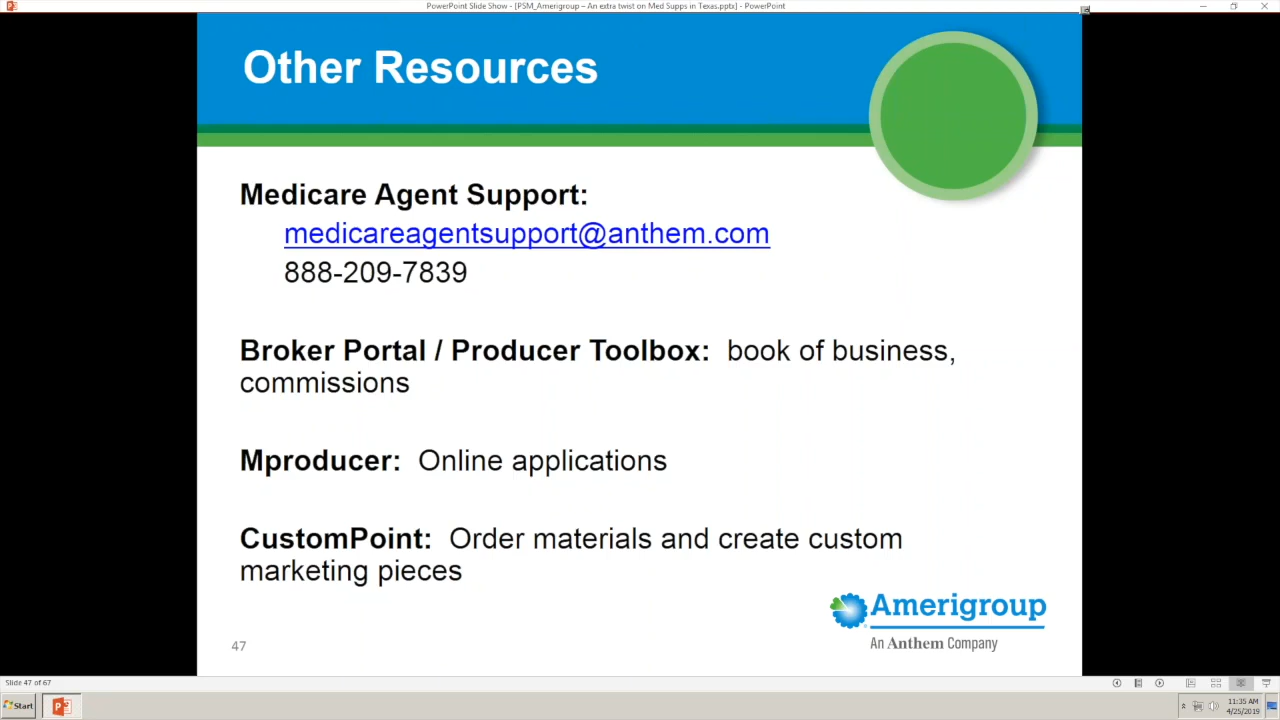 PowerPoint Slide Show - [PSM_Amerigroup – An extra twist on Med Supps in Texas.pptx] - PowerPoint
Other Resources
Medicare Agent Support:
medicareagentsupport@anthem.com
888-209-7839
Broker Portal / Producer Toolbox: book of business,
commissions
Mproducer: Online applications
CustomPoint: Order materials and create custom
marketing pieces
Amerigroup
An Anthem Company
47
Slide 47 of 67
Start
11:35 AM
4/25/2019